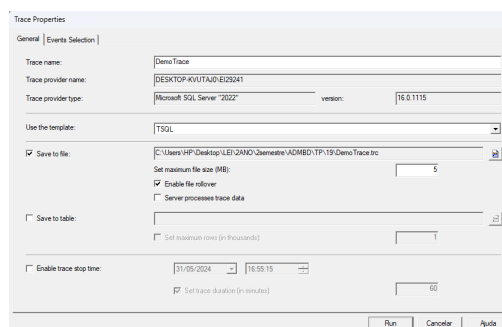 Trace Properties
General Events Selection
Trace name: DemoTrace
Trace provider name: DESKTOP-KVUTAJ0\EI29241
Trace provider type: Microsoft SQL Server "2022" version: 16.0.1115
Use the template: TSQL
Save to file: C:\Users\HP\Desktop\LEI\2ANO\2semestre\ADMBD\TP\19\DemoTrace.trc
Set maximum file size (MB): 5
Enable file rollover
Server processes trace data
Save to table:
Set maximum rows (in thousands) 1
Enable trace stop time: 31/05/2024 16:55:15
Set trace duration (in minutes) 60
Run Cancelar Ajuda